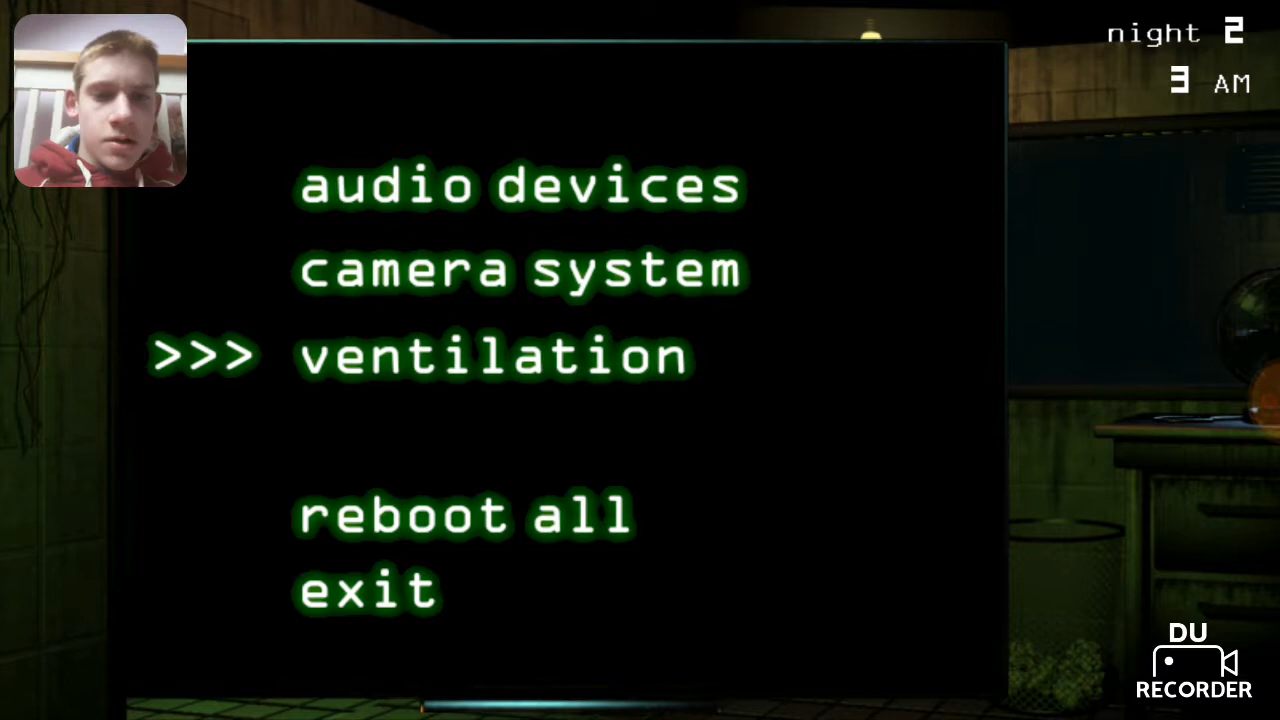 night 2
3 AM
audio devices
camera system
>>> ventilation
reboot all
exit
DU
RECORDER